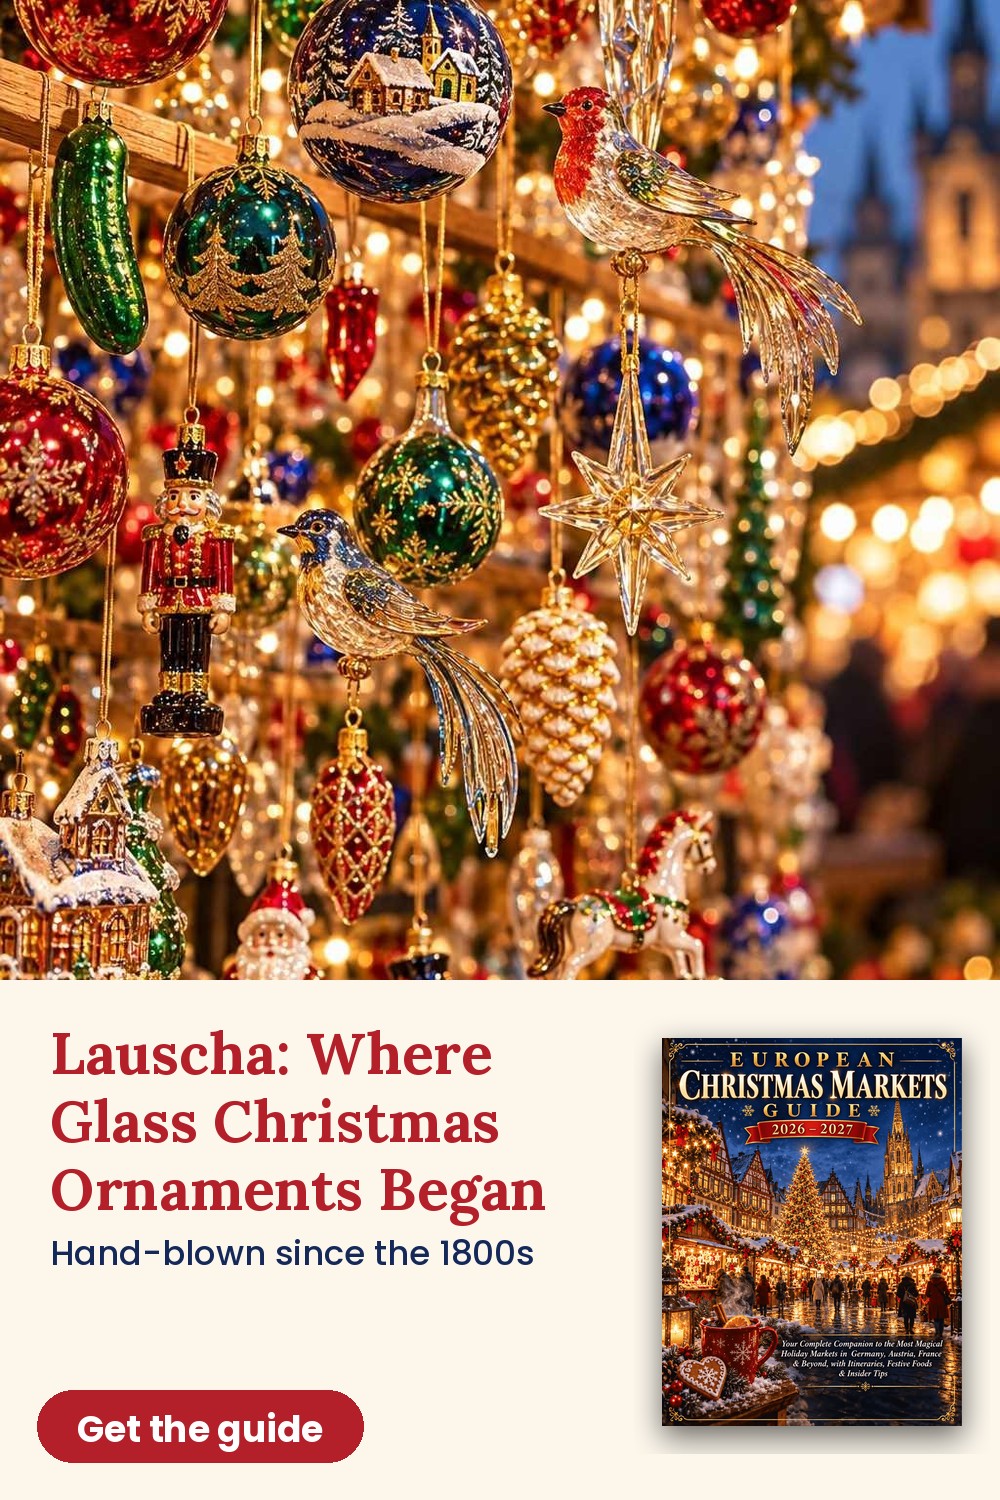 Lauscha: Where
Glass Christmas
Ornaments Began
Hand-blown since the 1800s
Get the guide
EUROPEAN
CHRISTMAS MARKETS
GUIDE
2026 – 2027
Your Complete Companion to the Most Magical
Holiday Markets in Germany, Austria, France
& Beyond, with Itineraries, Festive Foods
& Insider Tips